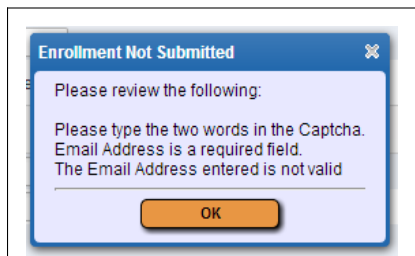 Enrollment Not Submitted
Please review the following:
Please type the two words in the Captcha.
Email Address is a required field.
The Email Address entered is not valid
OK